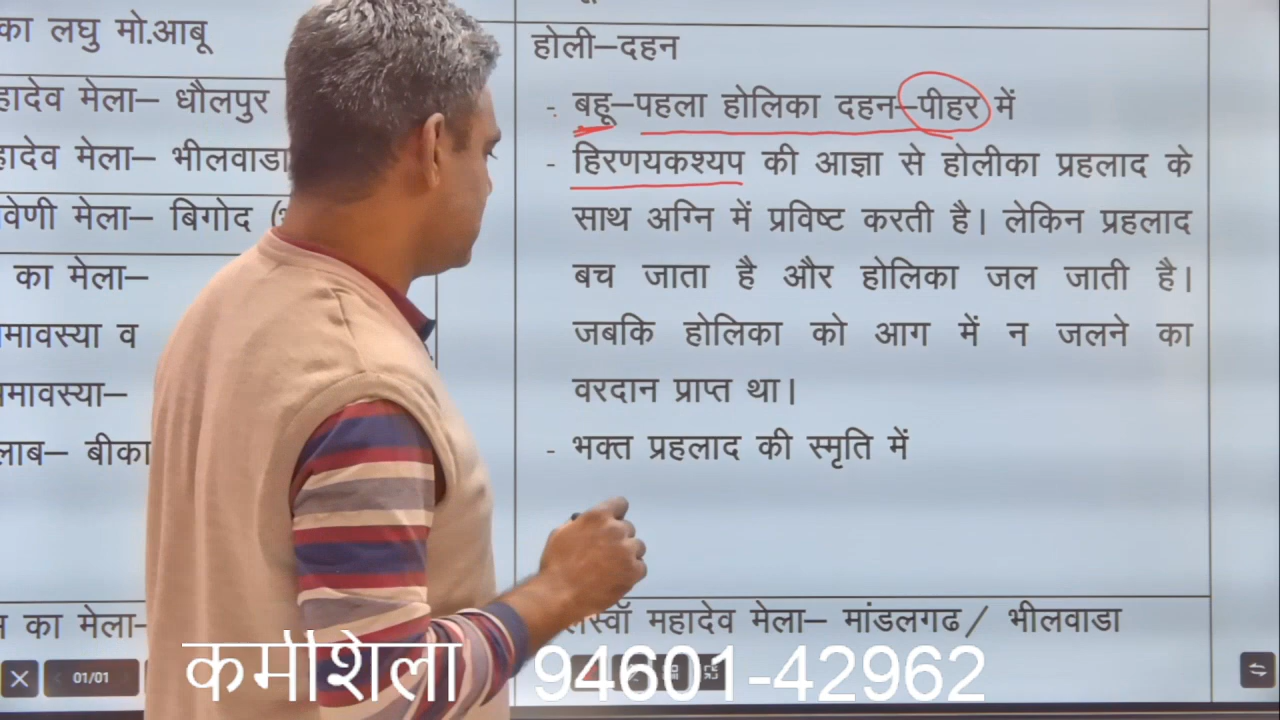 का लघु मो.आबू
हादेव मेला– धौलपुर
हादेव मेला– भीलवाडा
वेणी मेला– बिगोद
का मेला–
मावस्या व
मावस्या–
लाब– बीका
का मेला–
होली–दहन
- बहू–पहला होलिका दहन–पीहर में
- हिरणयकश्यप की आज्ञा से होलीका प्रहलाद के
साथ अग्नि में प्रविष्ट करती है। लेकिन प्रहलाद
बच जाता है और होलिका जल जाती है।
जबकि होलिका को आग में न जलने का
वरदान प्राप्त था।
- भक्त प्रहलाद की स्मृति में
महादेव मेला– मांडलगढ/ भीलवाडा
01/01
कर्मशिला 94601-42962